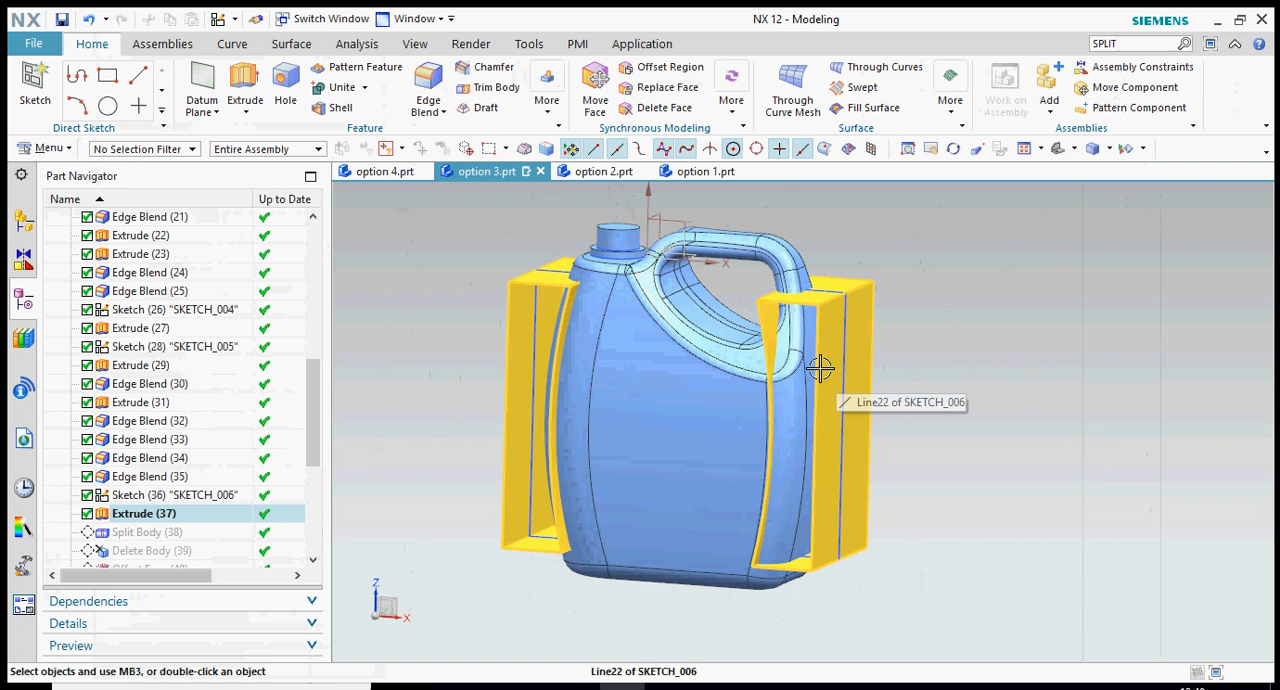 NX
Switch Window
Window
NX 12 - Modeling
SIEMENS
File
Home
Assemblies
Curve
Surface
Analysis
View
Render
Tools
PMI
Application
SPLIT
Sketch
Direct Sketch
Datum Plane
Extrude
Hole
Pattern Feature
Unite
Shell
Edge Blend
Chamfer
Trim Body
Draft
More
Feature
Move Face
Offset Region
Replace Face
Delete Face
More
Synchronous Modeling
Through Curve Mesh
Through Curves
Swept
Fill Surface
More
Surface
Work on Assembly
Add
Assembly Constraints
Move Component
Pattern Component
Assemblies
Menu
No Selection Filter
Entire Assembly
Part Navigator
option 4.prt
option 3.prt
option 2.prt
option 1.prt
Name
Up to Date
Edge Blend (21)
Extrude (22)
Extrude (23)
Edge Blend (24)
Edge Blend (25)
Sketch (26) "SKETCH_004"
Extrude (27)
Sketch (28) "SKETCH_005"
Extrude (29)
Edge Blend (30)
Extrude (31)
Edge Blend (32)
Edge Blend (33)
Edge Blend (34)
Edge Blend (35)
Sketch (36) "SKETCH_006"
Extrude (37)
Split Body (38)
Delete Body (39)
X
Line22 of SKETCH_006
Z
X
Dependencies
Details
Preview
Select objects and use MB3, or double-click an object
Line22 of SKETCH_006